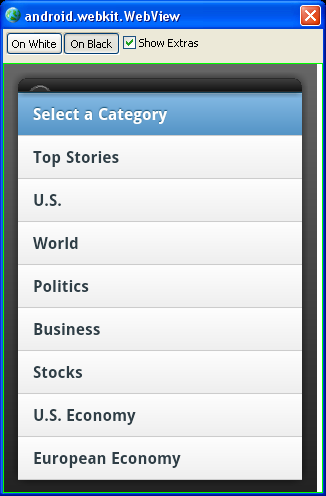 android.webkit.WebView
On White
On Black
Show Extras
Select a Category
Top Stories
U.S.
World
Politics
Business
Stocks
U.S. Economy
European Economy